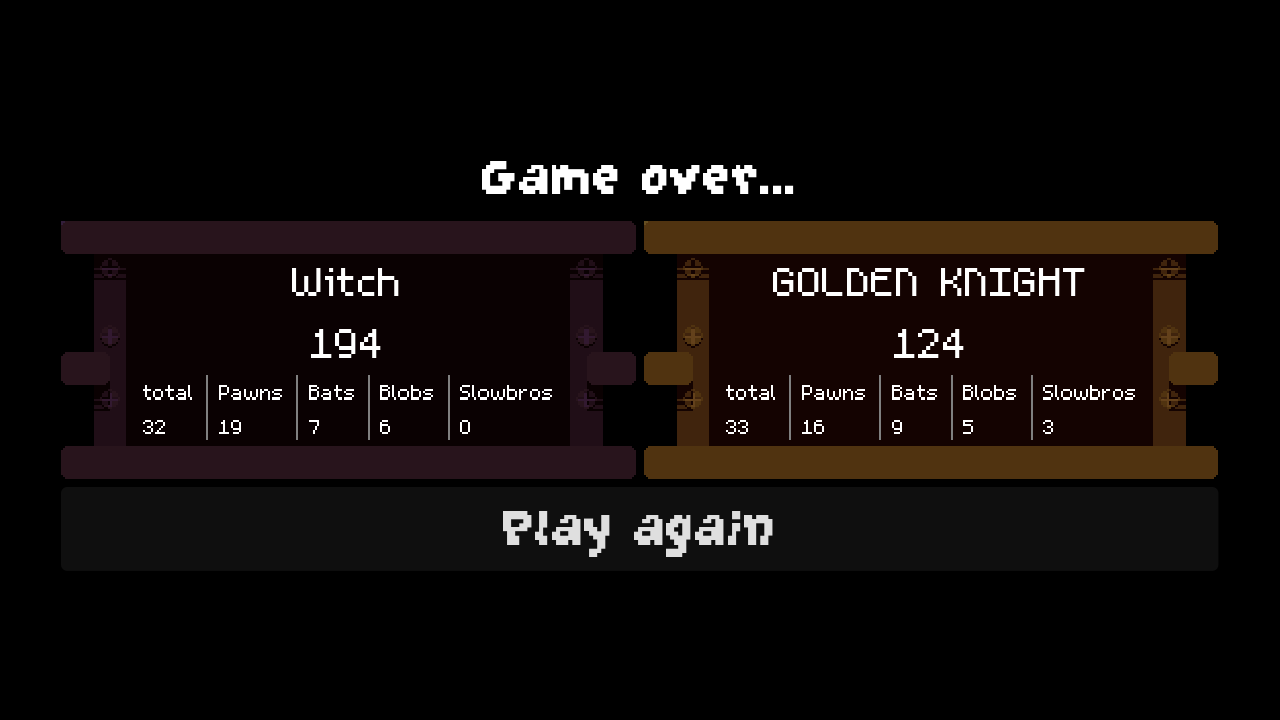 Game over...
Witch
194
total Pawns Bats Blobs Slowbros
32 19 7 6 0
GOLDEN KNIGHT
124
total Pawns Bats Blobs Slowbros
33 16 9 5 3
Play again